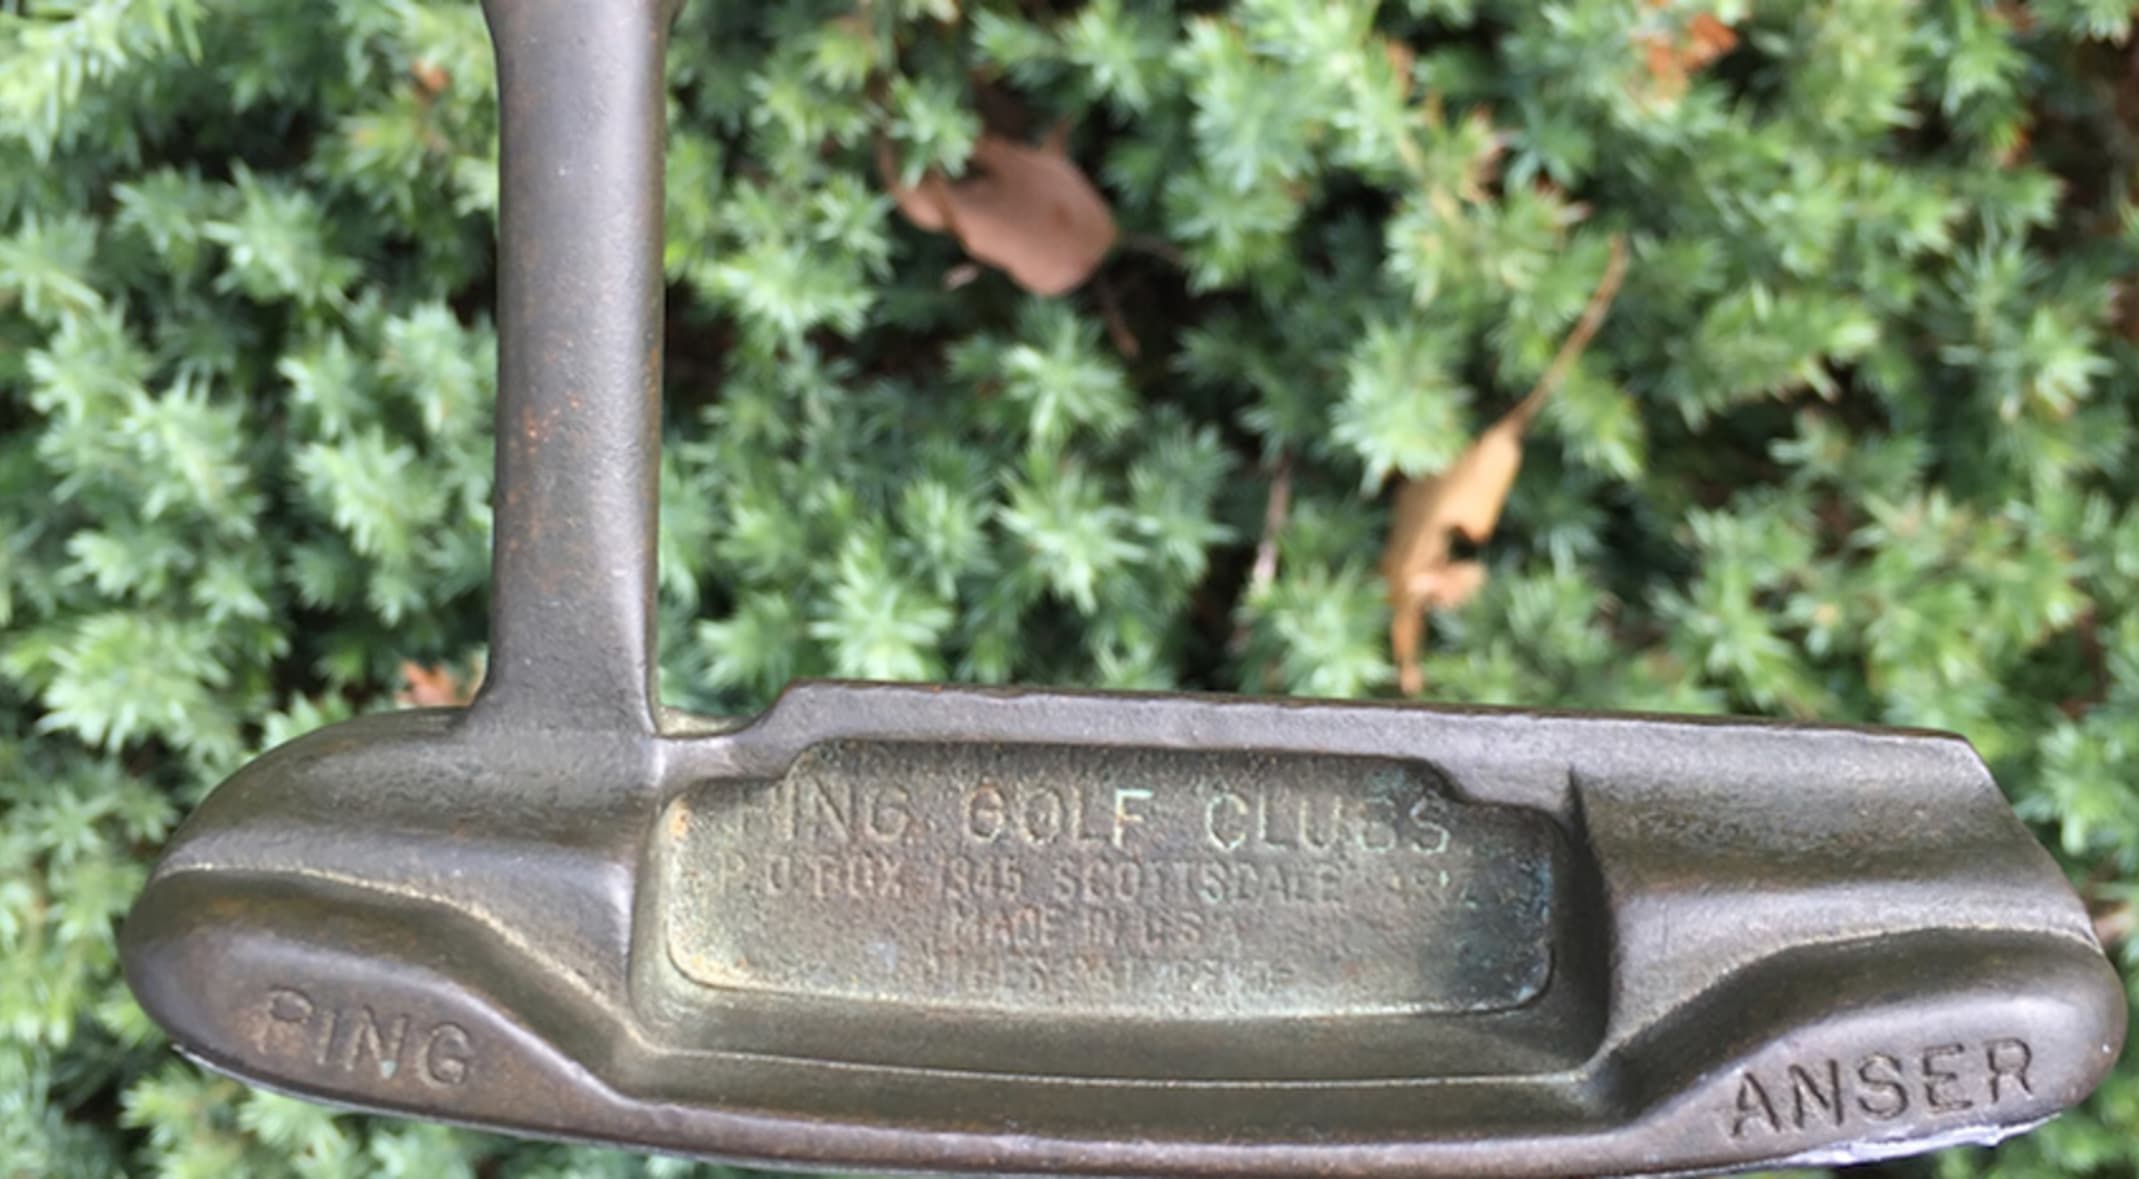 PING GOLF CLUBS
P.O. BOX 1345 SCOTTSDALE ARIZ
MADE IN U S A
PING
ANSER